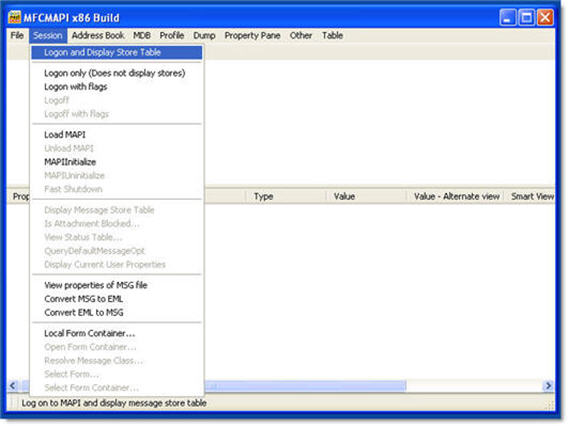 MFCMAPI x86 Build
File Session Address Book MDB Profile Dump Property Pane Other Table
Logon and Display Store Table
Logon only (Does not display stores)
Logon with flags
Logoff
Logoff with flags
Load MAPI
Unload MAPI
MAPIInitialize
MAPIUninitialize
Fast Shutdown
Prop Type Value Value - Alternate view Smart View
Display Message Store Table
Is Attachment Blocked...
View Status Table...
QueryDefaultMessageOpt
Display Current User Properties
View properties of MSG file
Convert MSG to EML
Convert EML to MSG
Local Form Container...
Open Form Container...
Resolve Message Class...
Select Form...
Select Form Container...
Log on to MAPI and display message store table